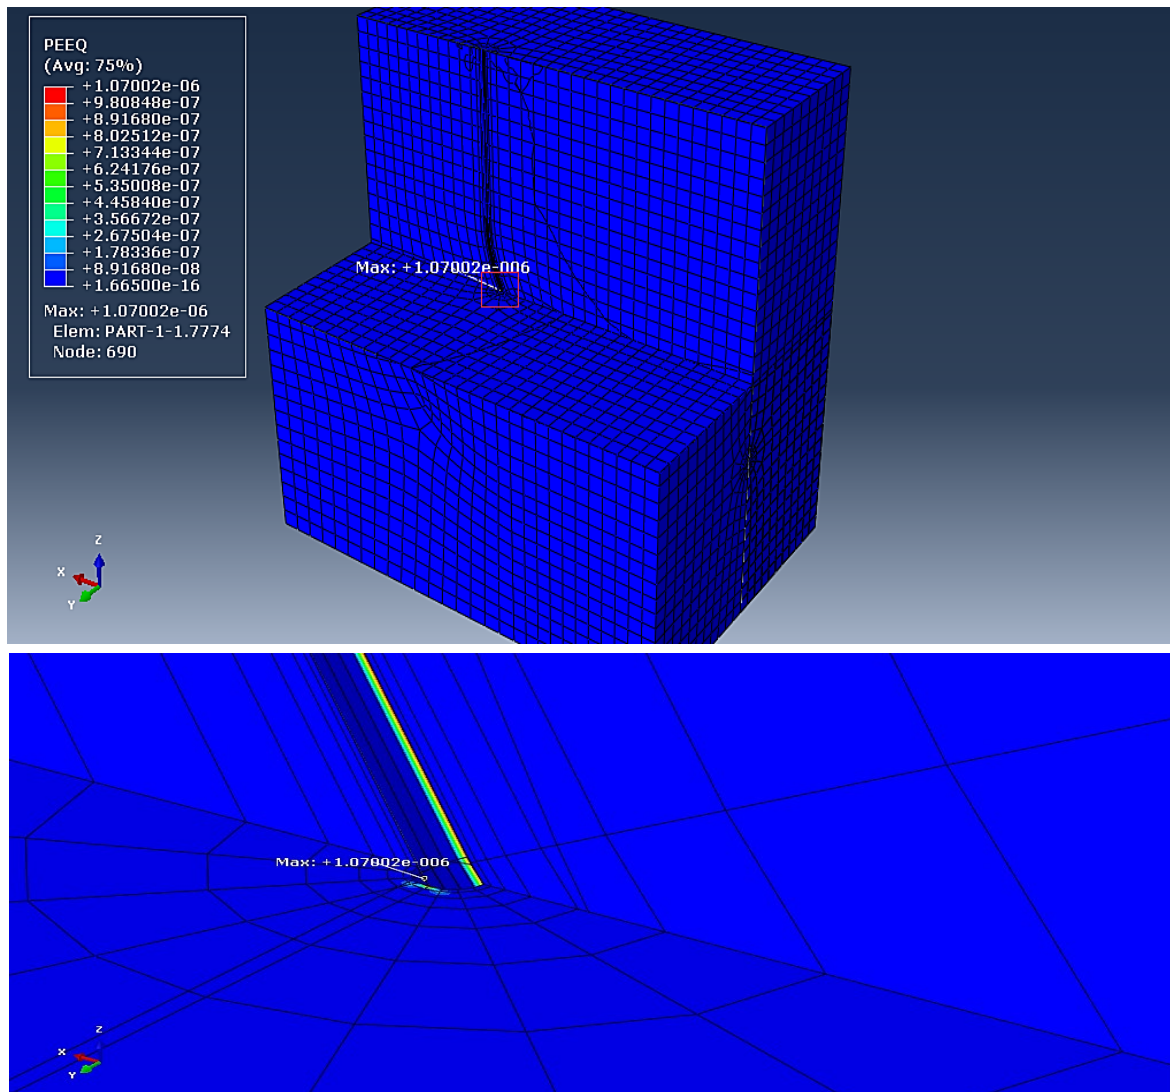 PEEQ
(Avg: 75%)
+1.07002e-06
+9.80848e-07
+8.91680e-07
+8.02512e-07
+7.13344e-07
+6.24176e-07
+5.35008e-07
+4.45840e-07
+3.56672e-07
+2.67504e-07
+1.78336e-07
+8.91680e-08
+1.66500e-16
Max: +1.07002e-06
Elem: PART-1-1.7774
Node: 690
Max: +1.07002e-006
Z
X
Y
Max: +1.07002e-006
Z
X
Y